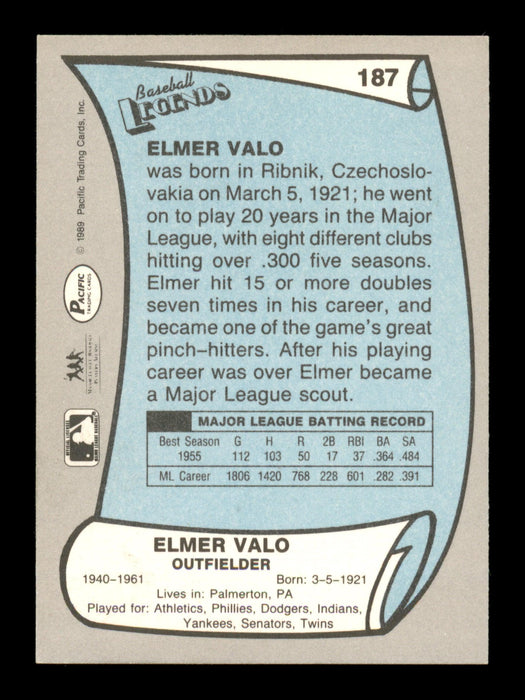 187
Baseball
LEGENDS
ELMER VALO
was born in Ribnik, Czechoslo-
vakia on March 5, 1921; he went
on to play 20 years in the Major
League, with eight different clubs
hitting over .300 five seasons.
Elmer hit 15 or more doubles
seven times in his career, and
became one of the game's great
pinch-hitters. After his playing
career was over Elmer became
a Major League scout.
MAJOR LEAGUE BATTING RECORD
Best Season G H R 2B RBI BA SA
1955 112 103 50 17 37 .364 .484
ML Career 1806 1420 768 228 601 .282 .391
ELMER VALO
OUTFIELDER
1940-1961 Born: 3-5-1921
Lives in: Palmerton, PA
Played for: Athletics, Phillies, Dodgers, Indians,
Yankees, Senators, Twins
© 1989 Pacific Trading Cards, Inc.
PACIFIC
TRADING CARDS